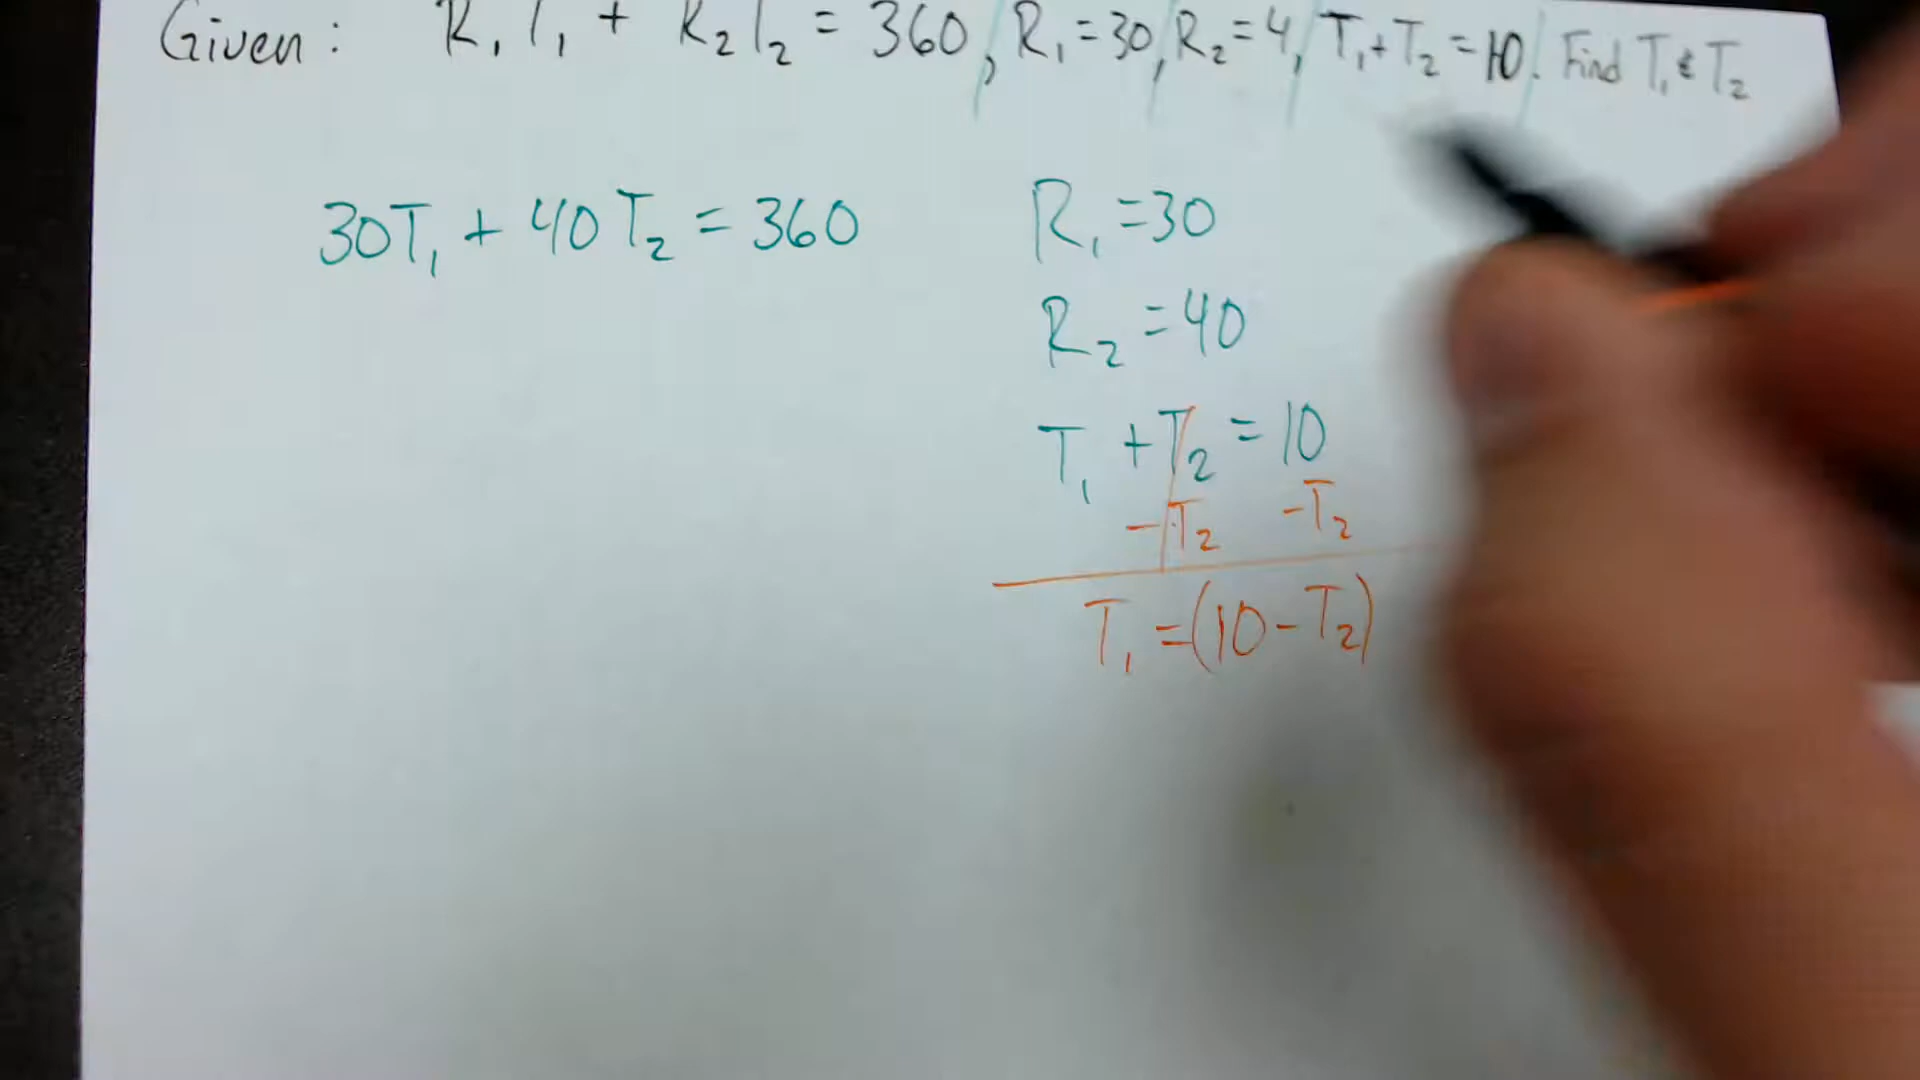 Given: R₁T₁ + R₂T₂ = 360, R₁=30, R₂=4, T₁+T₂=10. Find T₁ & T₂
30T₁ + 40T₂ = 360
R₁=30
R₂=40
T₁+T₂=10
-T₂ -T₂
T₁=(10-T₂)